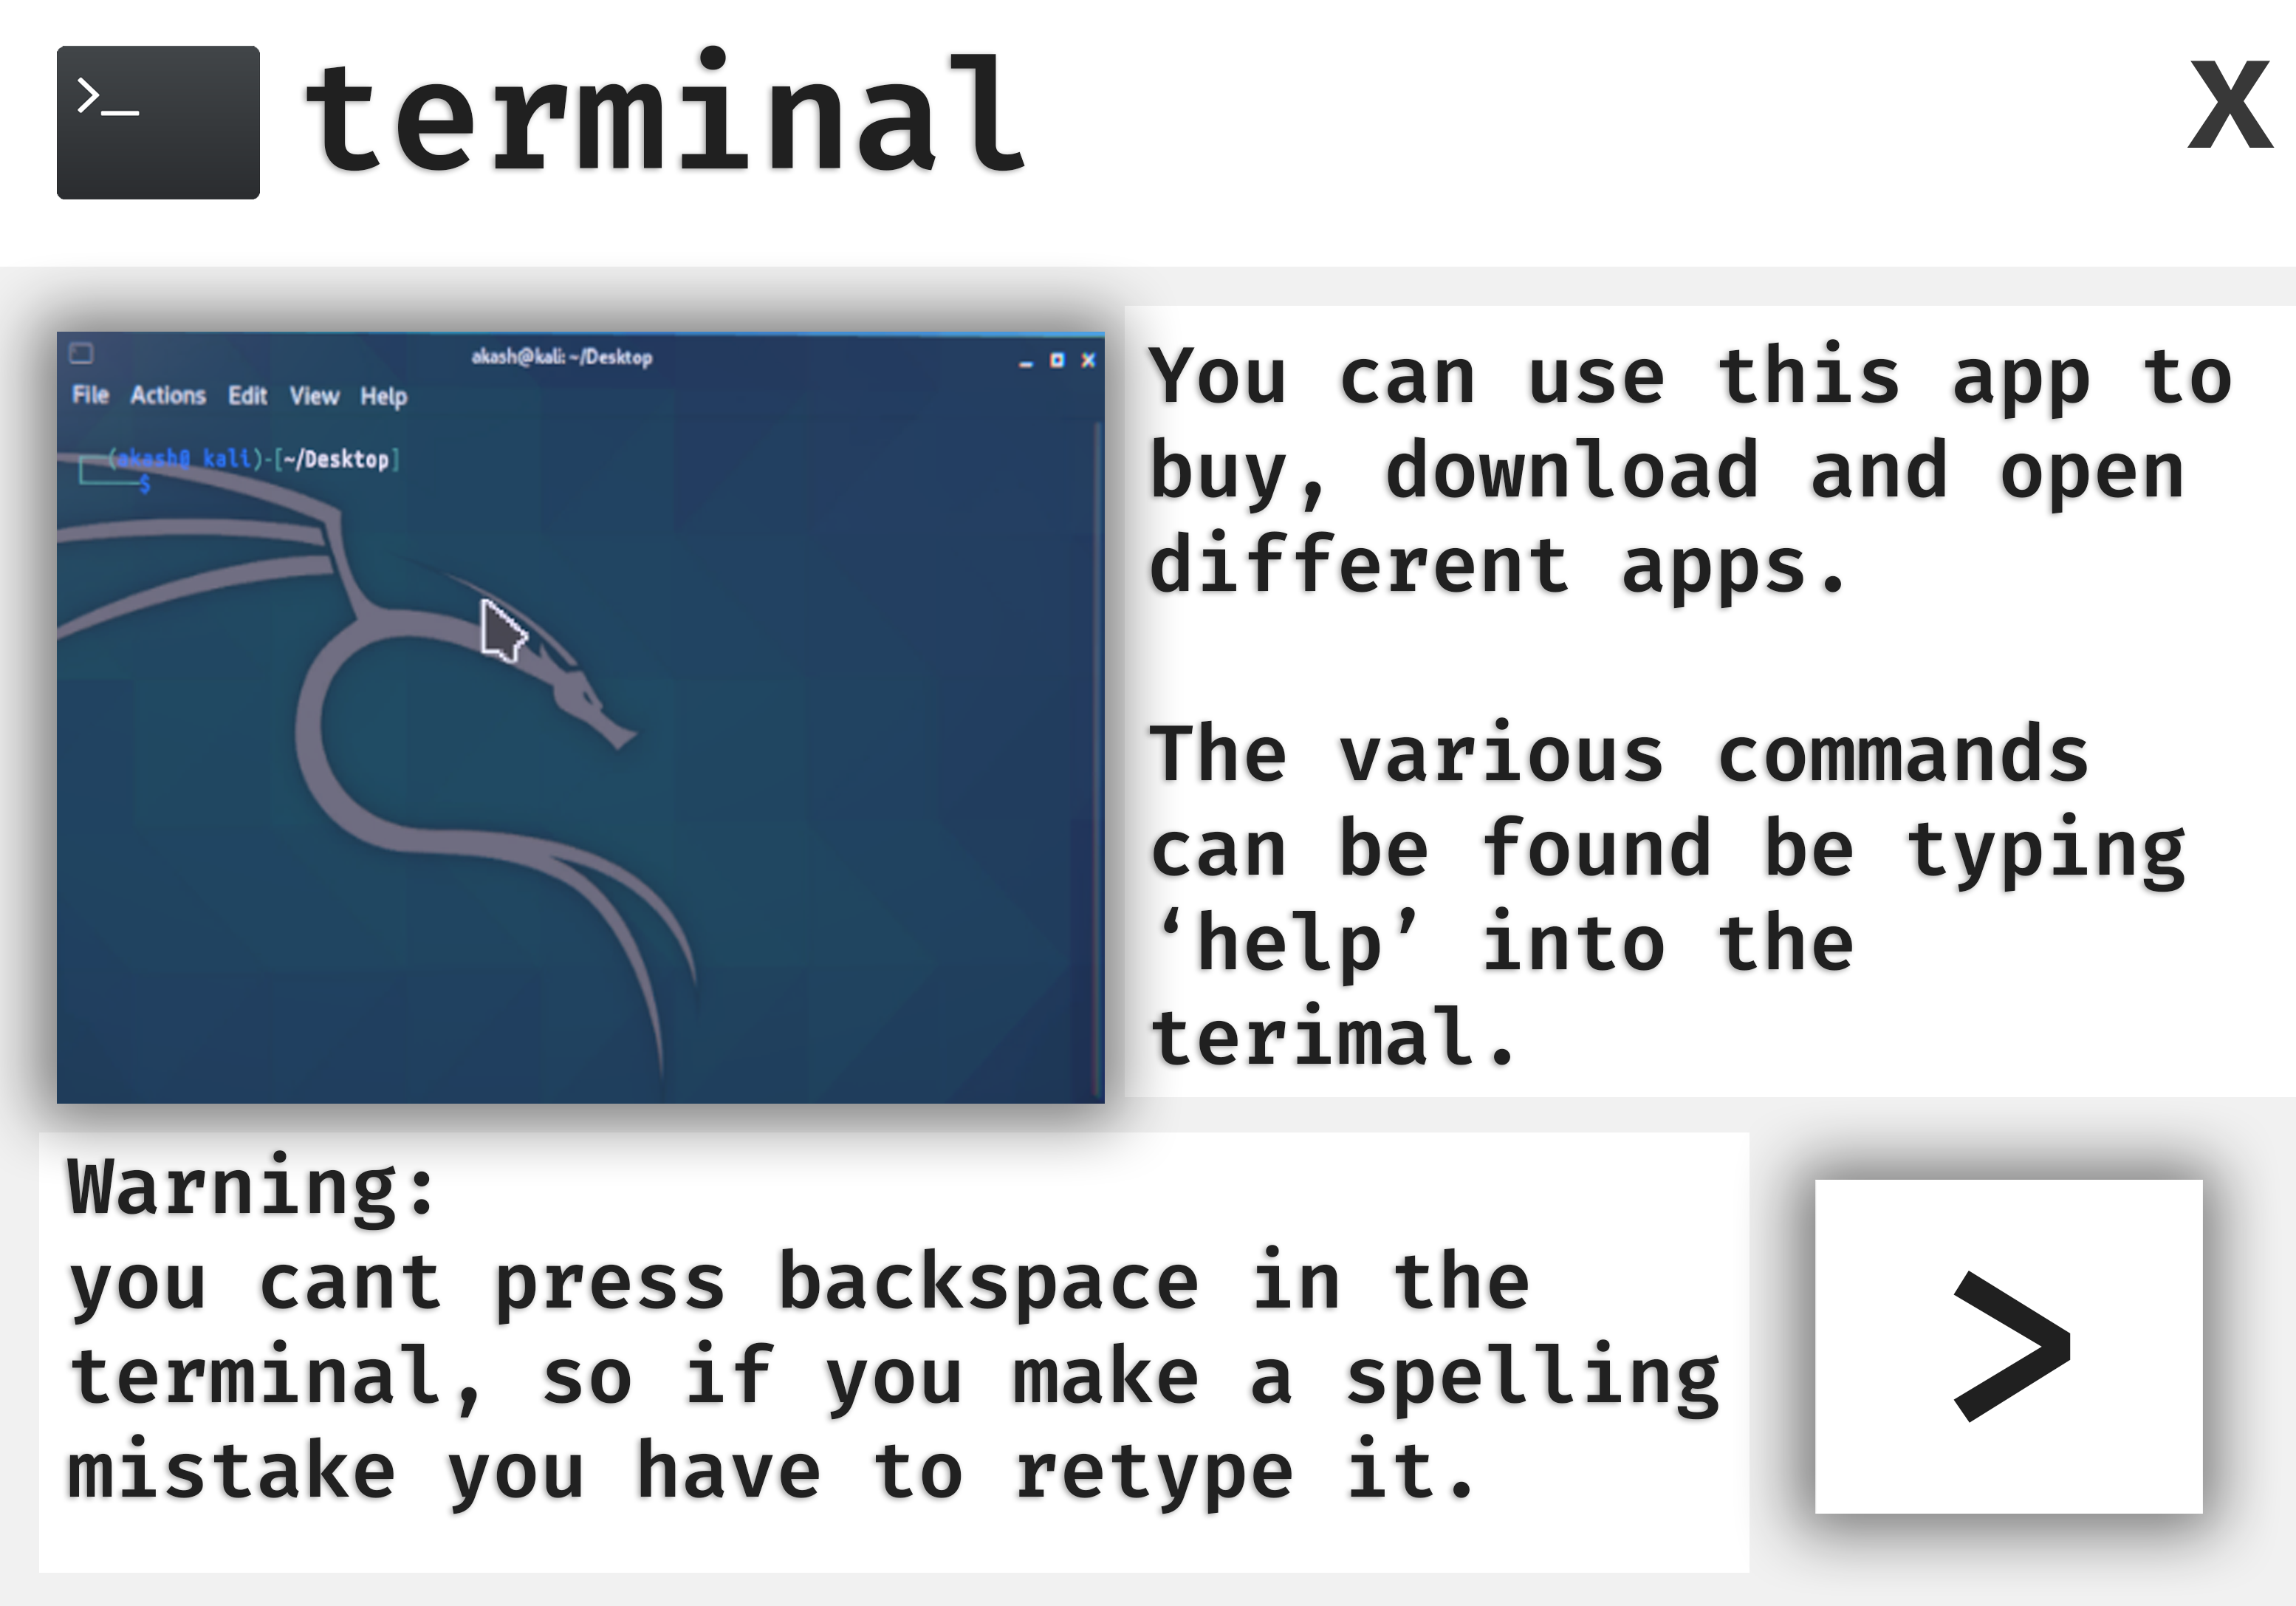 >_ terminal X
akash@kali: ~/Desktop
File Actions Edit View Help
(akash@ kali)-[~/Desktop]
$
You can use this app to
buy, download and open
different apps.
The various commands
can be found be typing
‘help’ into the
terimal.
Warning:
you cant press backspace in the
terminal, so if you make a spelling
mistake you have to retype it.
>